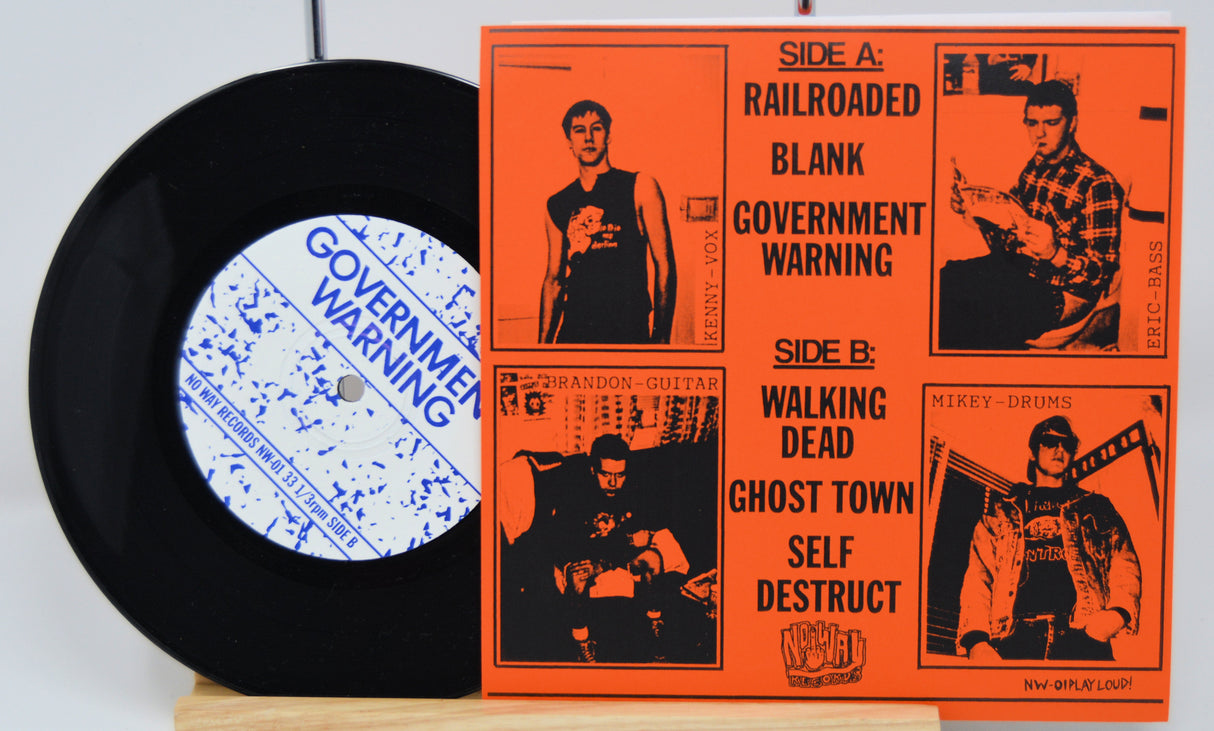 GOVERNMEN
WARNING
NO WAY RECORDS NW-01 33 1/3rpm SIDE B
SIDE A:
RAILROADED
BLANK
GOVERNMENT
WARNING
SIDE B:
WALKING
DEAD
GHOST TOWN
SELF
DESTRUCT
NO WAY
RECORDS
KENNY-VOX
ERIC-BASS
BRANDON-GUITAR
MIKEY-DRUMS
NW-01 PLAY LOUD!